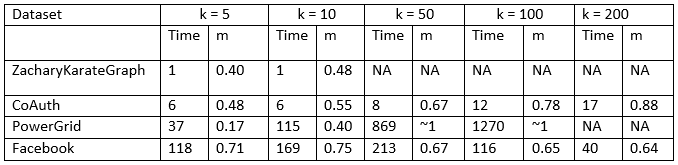 Dataset k = 5 k = 10 k = 50 k = 100 k = 200
Time m Time m Time m Time m Time m
ZacharyKarateGraph 1 0.40 1 0.48 NA NA NA NA NA NA
CoAuth 6 0.48 6 0.55 8 0.67 12 0.78 17 0.88
PowerGrid 37 0.17 115 0.40 869 ~1 1270 ~1 NA NA
Facebook 118 0.71 169 0.75 213 0.67 116 0.65 40 0.64